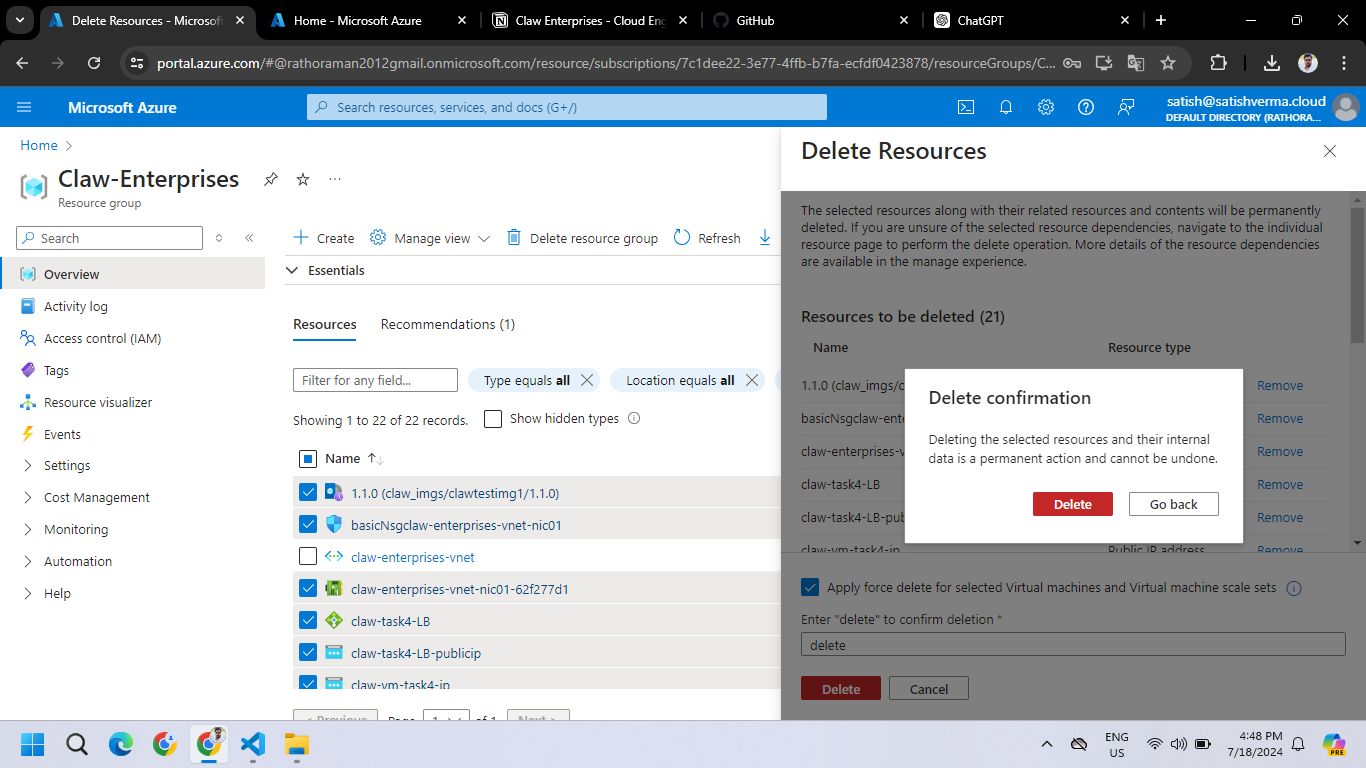 Delete Resources - Microsoft
Home - Microsoft Azure
Claw Enterprises - Cloud Eng
GitHub
ChatGPT
portal.azure.com/#@rathoraman2012gmail.onmicrosoft.com/resource/subscriptions/7c1dee22-3e77-4ffb-b7fa-ecfdf0423878/resourceGroups/C...
Microsoft Azure
Search resources, services, and docs (G+/)
satish@satishverma.cloud
DEFAULT DIRECTORY (RATHORA...
Home
Claw-Enterprises
Resource group
Search
Overview
Activity log
Access control (IAM)
Tags
Resource visualizer
Events
Settings
Cost Management
Monitoring
Automation
Help
Create
Manage view
Delete resource group
Refresh
Essentials
Resources
Recommendations (1)
Filter for any field...
Type equals all
Location equals all
Showing 1 to 22 of 22 records.
Show hidden types
Name
1.1.0 (claw_imgs/clawtestimg1/1.1.0)
basicNsgclaw-enterprises-vnet-nic01
claw-enterprises-vnet
claw-enterprises-vnet-nic01-62f277d1
claw-task4-LB
claw-task4-LB-publicip
claw-vm-task4-ip
< Previous
Page
1
of 1
Next >
Delete Resources
The selected resources along with their related resources and contents will be permanently
deleted. If you are unsure of the selected resource dependencies, navigate to the individual
resource page to perform the delete operation. More details of the resource dependencies
are available in the manage experience.
Resources to be deleted (21)
Name
Resource type
1.1.0 (claw_imgs/c
Remove
basicNsgclaw-ente
Remove
claw-enterprises-v
Remove
claw-task4-LB
Remove
claw-task4-LB-pub
Remove
claw-vm-task4-ip
Public IP address
Remove
Delete confirmation
Deleting the selected resources and their internal
data is a permanent action and cannot be undone.
Delete
Go back
Apply force delete for selected Virtual machines and Virtual machine scale sets
Enter "delete" to confirm deletion *
delete
Delete
Cancel
ENG
US
4:48 PM
7/18/2024
PRE